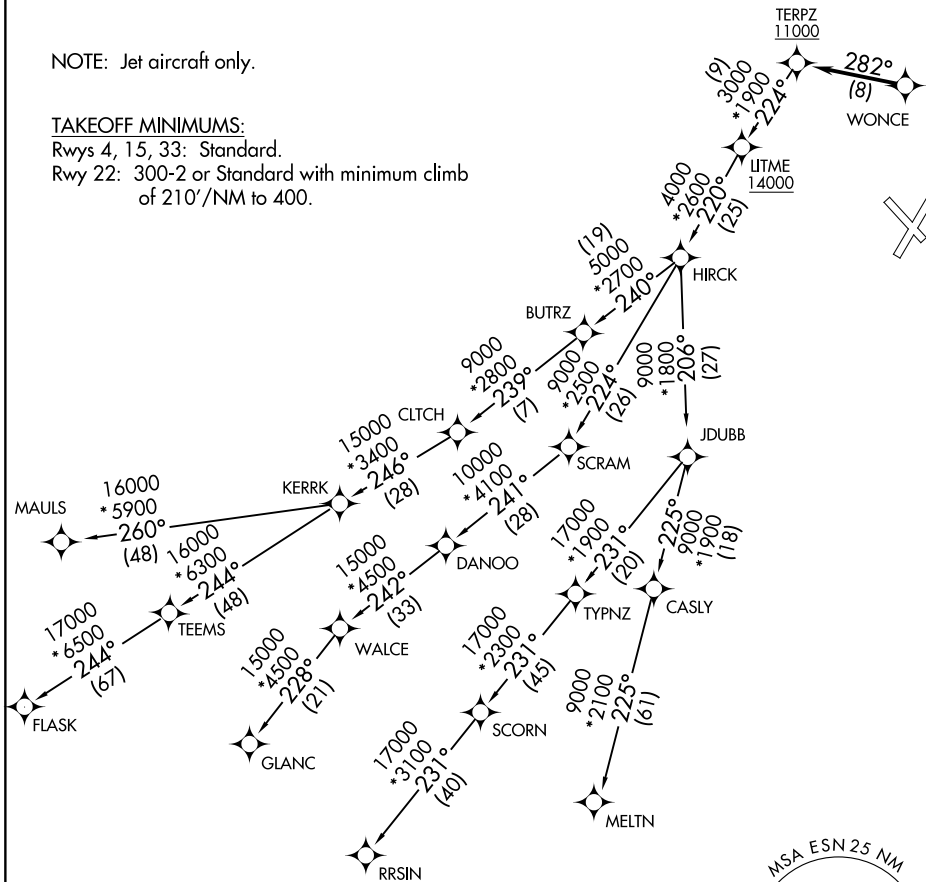 NOTE: Jet aircraft only.
TAKEOFF MINIMUMS:
Rwys 4, 15, 33: Standard.
Rwy 22: 300-2 or Standard with minimum climb
of 210'/NM to 400.
TERPZ
11000
282°
(8)
WONCE
(9)
3000
*1900
224°
LITME
14000
4000
*2600
220°
(25)
HIRCK
(19)
5000
*2700
240°
BUTRZ
9000
*2500
224°
(26)
9000
*1800
206°
(27)
9000
*2800
239°
(7)
CLTCH
SCRAM
JDUBB
15000
*3400
246°
(28)
KERRK
10000
*4100
241°
(28)
DANOO
MAULS
16000
*5900
260°
(48)
16000
*6300
244°
(48)
TEEMS
15000
*4500
242°
(33)
WALCE
17000
*1900
231°
(20)
TYPNZ
225°
9000
*1900
(18)
CASLY
17000
*6500
244°
(67)
FLASK
15000
*4500
228°
(21)
GLANC
17000
*2300
231°
(45)
SCORN
9000
*2100
225°
(61)
MELTN
17000
*3100
231°
(40)
RRSIN
MSA ESN 25 NM